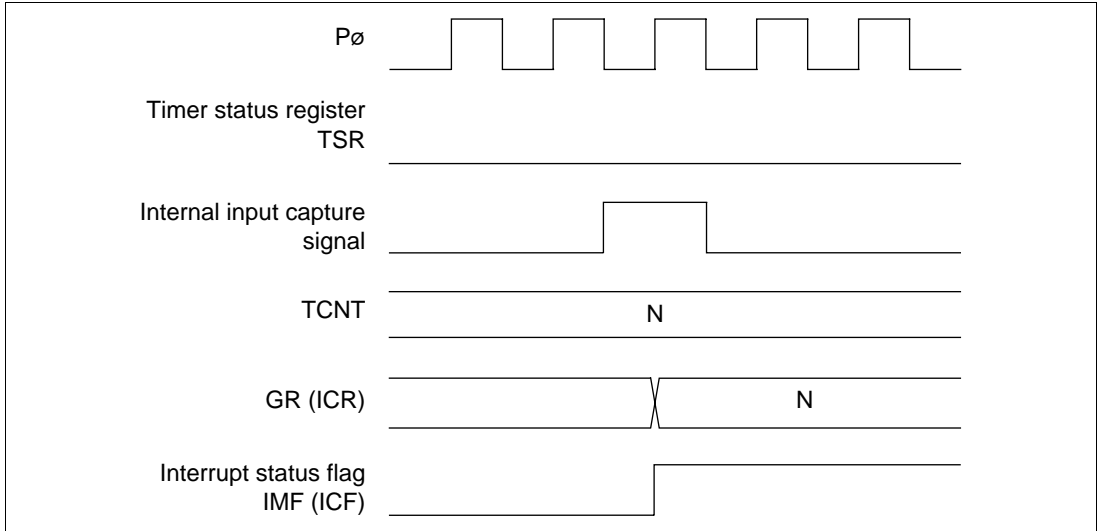 Pø
Timer status register
TSR
Internal input capture
signal
TCNT
N
GR (ICR)
N
Interrupt status flag
IMF (ICF)